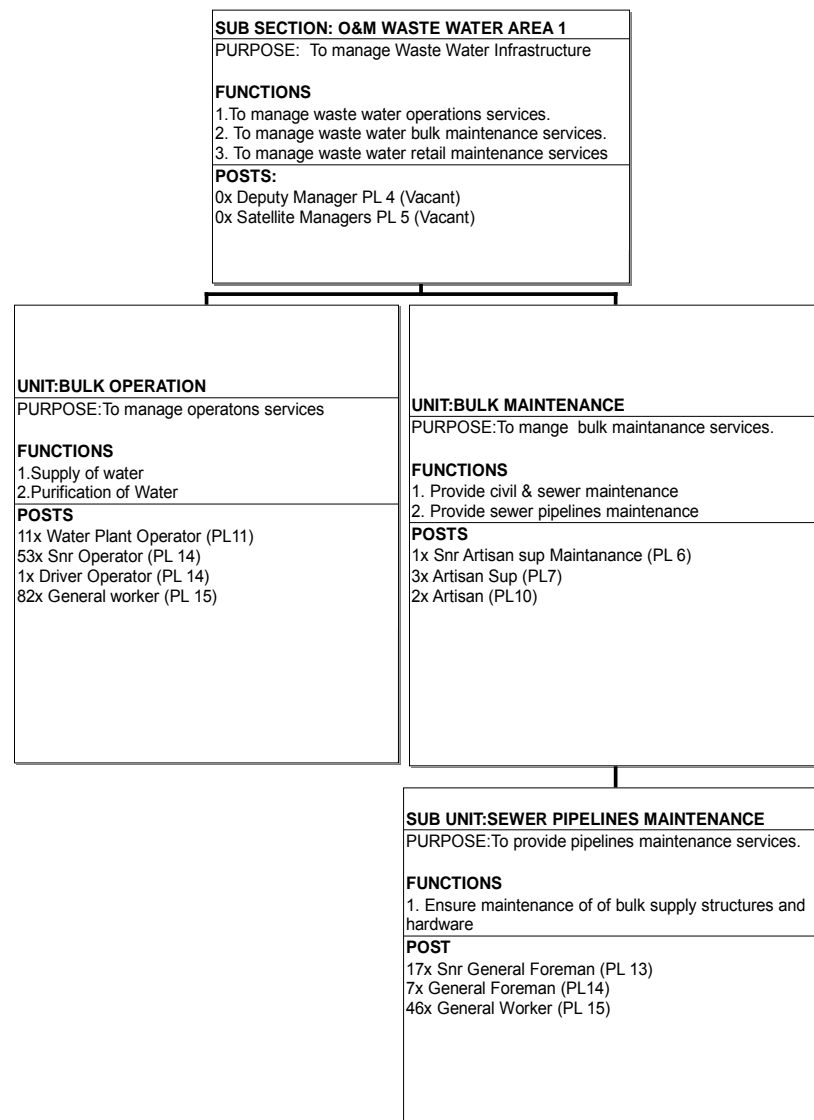 SUB SECTION: O&M WASTE WATER AREA 1
PURPOSE: To manage Waste Water Infrastructure
FUNCTIONS
1.To manage waste water operations services.
2. To manage waste water bulk maintenance services.
3. To manage waste water retail maintenance services
POSTS:
0x Deputy Manager PL 4 (Vacant)
0x Satellite Managers PL 5 (Vacant)
UNIT:BULK OPERATION
PURPOSE:To manage operatons services
FUNCTIONS
1.Supply of water
2.Purification of Water
POSTS
11x Water Plant Operator (PL11)
53x Snr Operator (PL 14)
1x Driver Operator (PL 14)
82x General worker (PL 15)
UNIT:BULK MAINTENANCE
PURPOSE:To mange bulk maintanance services.
FUNCTIONS
1. Provide civil & sewer maintenance
2. Provide sewer pipelines maintenance
POSTS
1x Snr Artisan sup Maintanance (PL 6)
3x Artisan Sup (PL7)
2x Artisan (PL10)
SUB UNIT:SEWER PIPELINES MAINTENANCE
PURPOSE:To provide pipelines maintenance services.
FUNCTIONS
1. Ensure maintenance of of bulk supply structures and
hardware
POST
17x Snr General Foreman (PL 13)
7x General Foreman (PL14)
46x General Worker (PL 15)